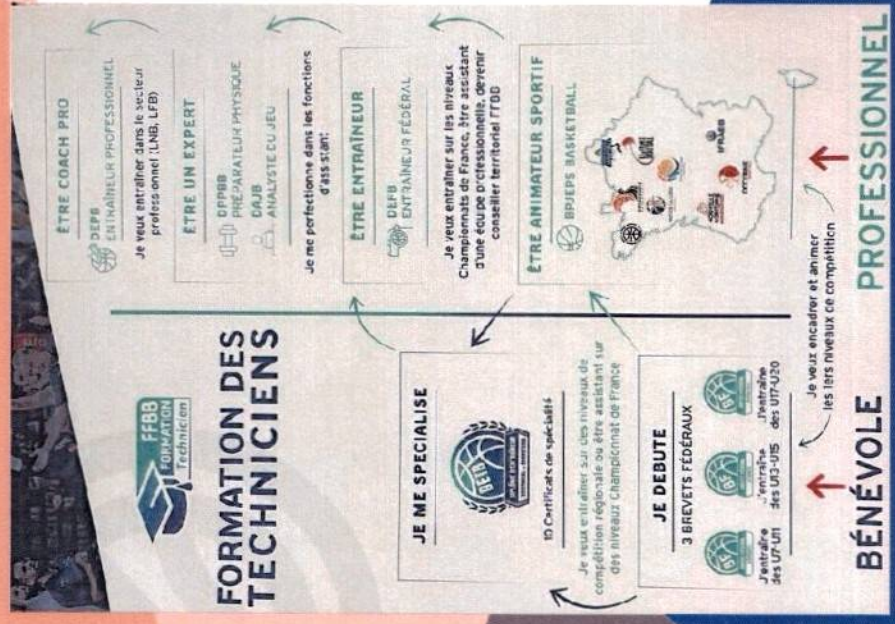 FFBB
FORMATION
Technicien
FORMATION DES
TECHNICIENS
JE ME SPECIALISE
BETB
10 Certificats de spécialité
Je veux entraîner sur des niveaux de
compétition régionale ou être assistant sur
des niveaux Championnat de France
JE DEBUTE
3 BREVETS FÉDÉRAUX
BF
BF
BF
J'entraîne
des U7-U11
J'entraîne
des U13-U15
J'entraîne
des U17-U20
BÉNÉVOLE
Je veux encadrer et animer
les 1ers niveaux de compétition
ÊTRE COACH PRO
DEPB
ENTRAÎNEUR PROFESSIONNEL
Je veux entraîner dans le secteur
professionnel (LNB, LFB)
ÊTRE UN EXPERT
DPPBB
PRÉPARATEUR PHYSIQUE
DAJB
ANALYSTE DU JEU
Je me perfectionne dans les fonctions
d'assistant
ÊTRE ENTRAÎNEUR
DEFB
ENTRAÎNEUR FÉDÉRAL
Je veux entraîner sur les niveaux
Championnats de France, être assistant
d'une équipe professionnelle, devenir
conseiller territorial FFBB
ÊTRE ANIMATEUR SPORTIF
BPJEPS BASKETBALL
PROFESSIONNEL